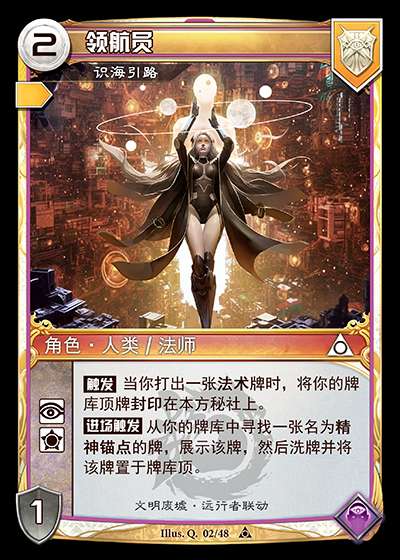 2 领航员
识海引路
角色·人类/法师
触发 当你打出一张法术牌时，将你的牌
库顶牌封印在本方秘社上。
进场触发 从你的牌库中寻找一张名为精
神锚点的牌，展示该牌，然后洗牌并将
该牌置于牌库顶。
1
文明废墟·远行者联动
Illus. Q. 02/48